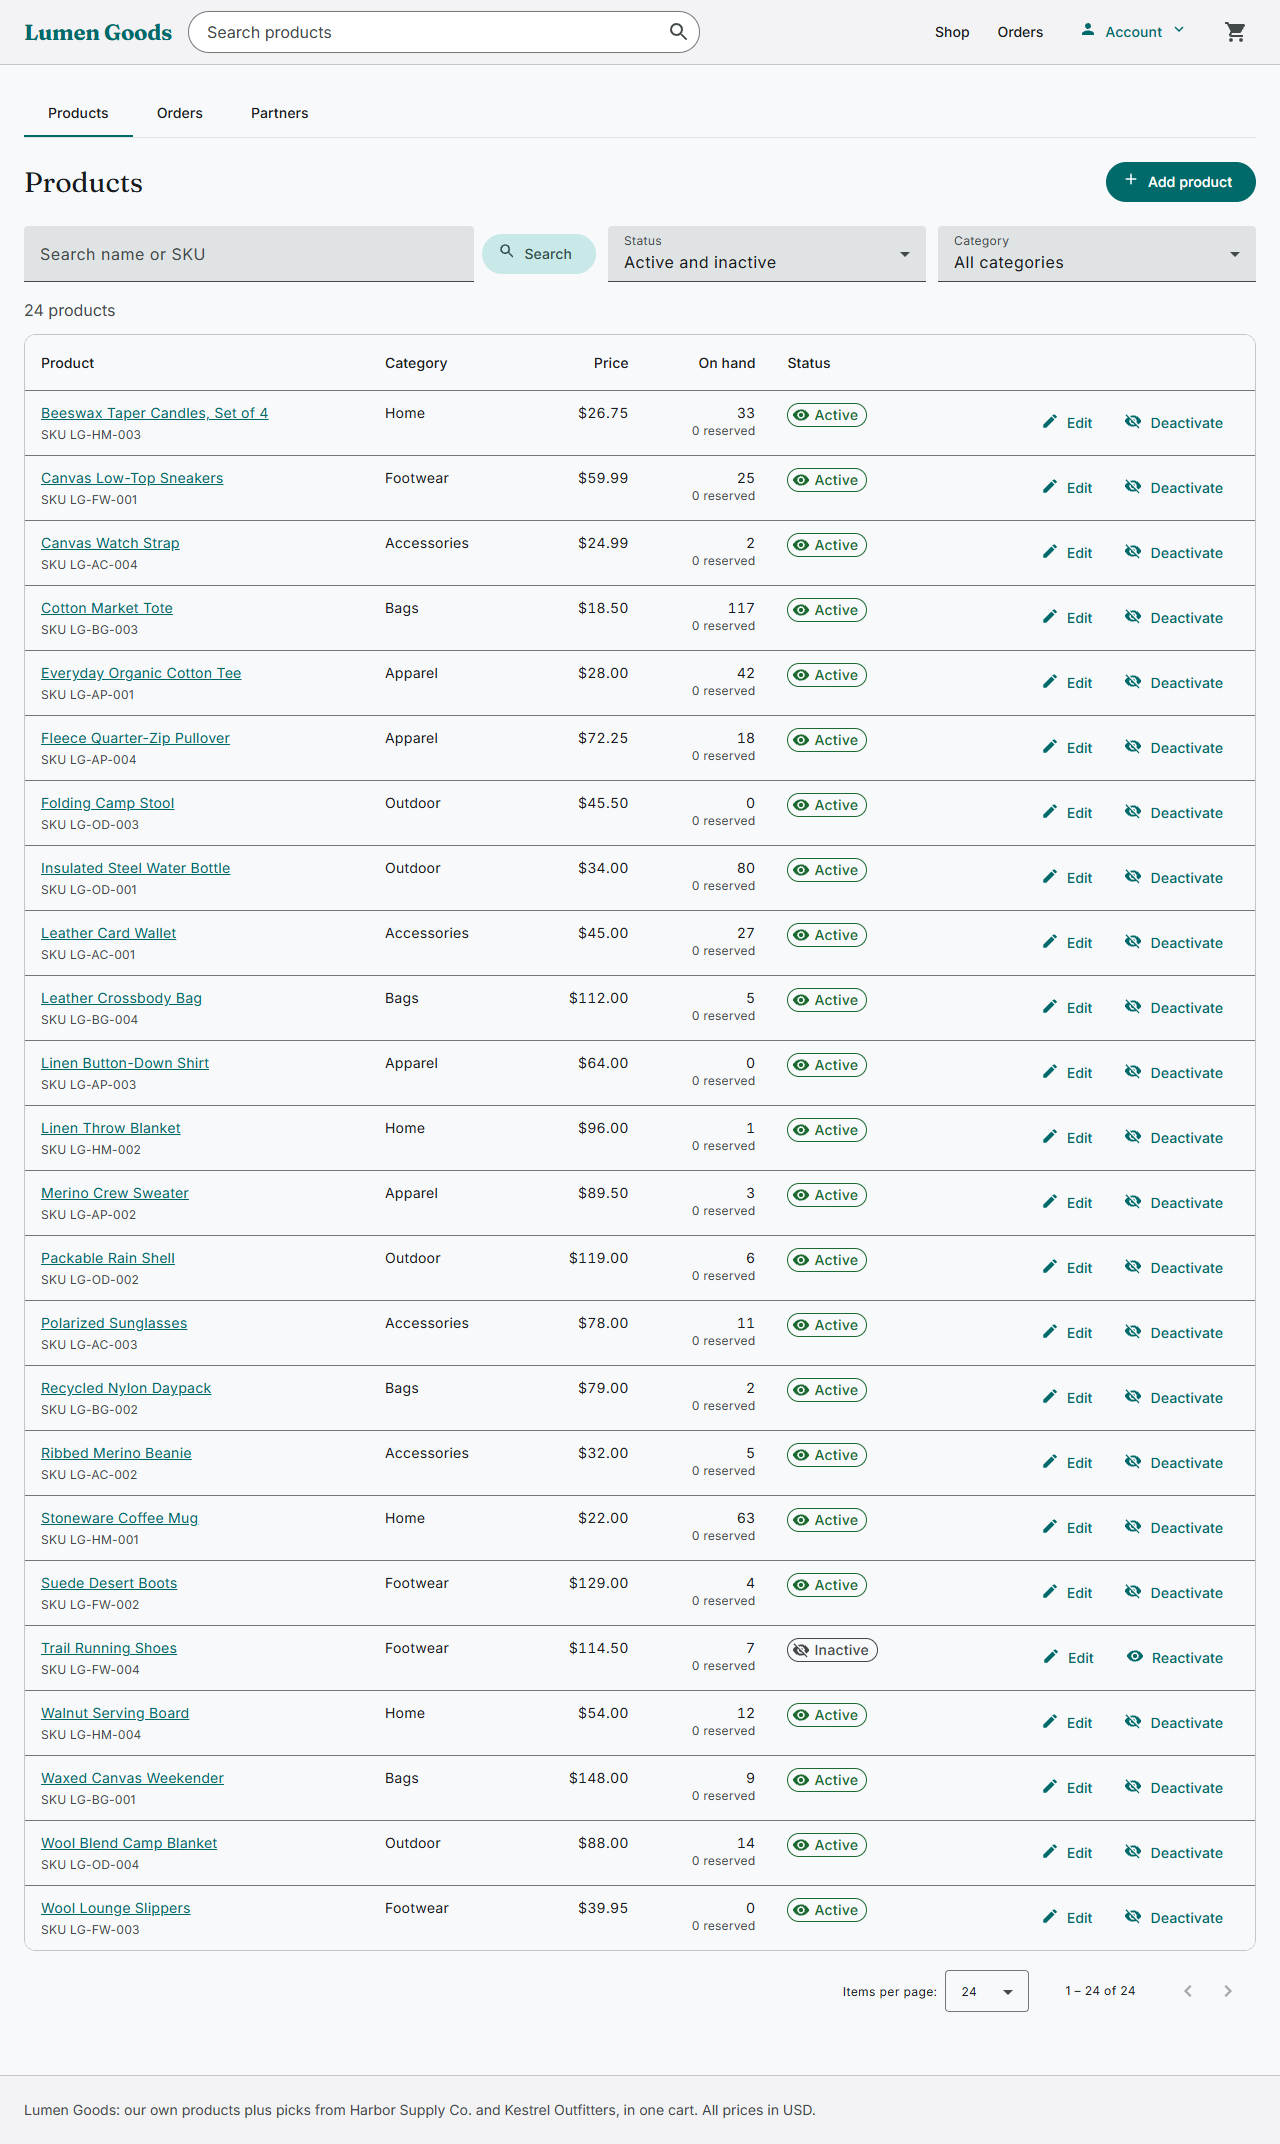 Lumen Goods
Search products
Shop
Orders
Account
Products
Orders
Partners
Products
Add product
Search name or SKU
Search
Status
Active and inactive
Category
All categories
24 products
Product Category Price On hand Status
Beeswax Taper Candles, Set of 4 Home $26.75 33 Active Edit Deactivate
SKU LG-HM-003 0 reserved
Canvas Low-Top Sneakers Footwear $59.99 25 Active Edit Deactivate
SKU LG-FW-001 0 reserved
Canvas Watch Strap Accessories $24.99 2 Active Edit Deactivate
SKU LG-AC-004 0 reserved
Cotton Market Tote Bags $18.50 117 Active Edit Deactivate
SKU LG-BG-003 0 reserved
Everyday Organic Cotton Tee Apparel $28.00 42 Active Edit Deactivate
SKU LG-AP-001 0 reserved
Fleece Quarter-Zip Pullover Apparel $72.25 18 Active Edit Deactivate
SKU LG-AP-004 0 reserved
Folding Camp Stool Outdoor $45.50 0 Active Edit Deactivate
SKU LG-OD-003 0 reserved
Insulated Steel Water Bottle Outdoor $34.00 80 Active Edit Deactivate
SKU LG-OD-001 0 reserved
Leather Card Wallet Accessories $45.00 27 Active Edit Deactivate
SKU LG-AC-001 0 reserved
Leather Crossbody Bag Bags $112.00 5 Active Edit Deactivate
SKU LG-BG-004 0 reserved
Linen Button-Down Shirt Apparel $64.00 0 Active Edit Deactivate
SKU LG-AP-003 0 reserved
Linen Throw Blanket Home $96.00 1 Active Edit Deactivate
SKU LG-HM-002 0 reserved
Merino Crew Sweater Apparel $89.50 3 Active Edit Deactivate
SKU LG-AP-002 0 reserved
Packable Rain Shell Outdoor $119.00 6 Active Edit Deactivate
SKU LG-OD-002 0 reserved
Polarized Sunglasses Accessories $78.00 11 Active Edit Deactivate
SKU LG-AC-003 0 reserved
Recycled Nylon Daypack Bags $79.00 2 Active Edit Deactivate
SKU LG-BG-002 0 reserved
Ribbed Merino Beanie Accessories $32.00 5 Active Edit Deactivate
SKU LG-AC-002 0 reserved
Stoneware Coffee Mug Home $22.00 63 Active Edit Deactivate
SKU LG-HM-001 0 reserved
Suede Desert Boots Footwear $129.00 4 Active Edit Deactivate
SKU LG-FW-002 0 reserved
Trail Running Shoes Footwear $114.50 7 Inactive Edit Reactivate
SKU LG-FW-004 0 reserved
Walnut Serving Board Home $54.00 12 Active Edit Deactivate
SKU LG-HM-004 0 reserved
Waxed Canvas Weekender Bags $148.00 9 Active Edit Deactivate
SKU LG-BG-001 0 reserved
Wool Blend Camp Blanket Outdoor $88.00 14 Active Edit Deactivate
SKU LG-OD-004 0 reserved
Wool Lounge Slippers Footwear $39.95 0 Active Edit Deactivate
SKU LG-FW-003 0 reserved
Items per page: 24 1 – 24 of 24
Lumen Goods: our own products plus picks from Harbor Supply Co. and Kestrel Outfitters, in one cart. All prices in USD.